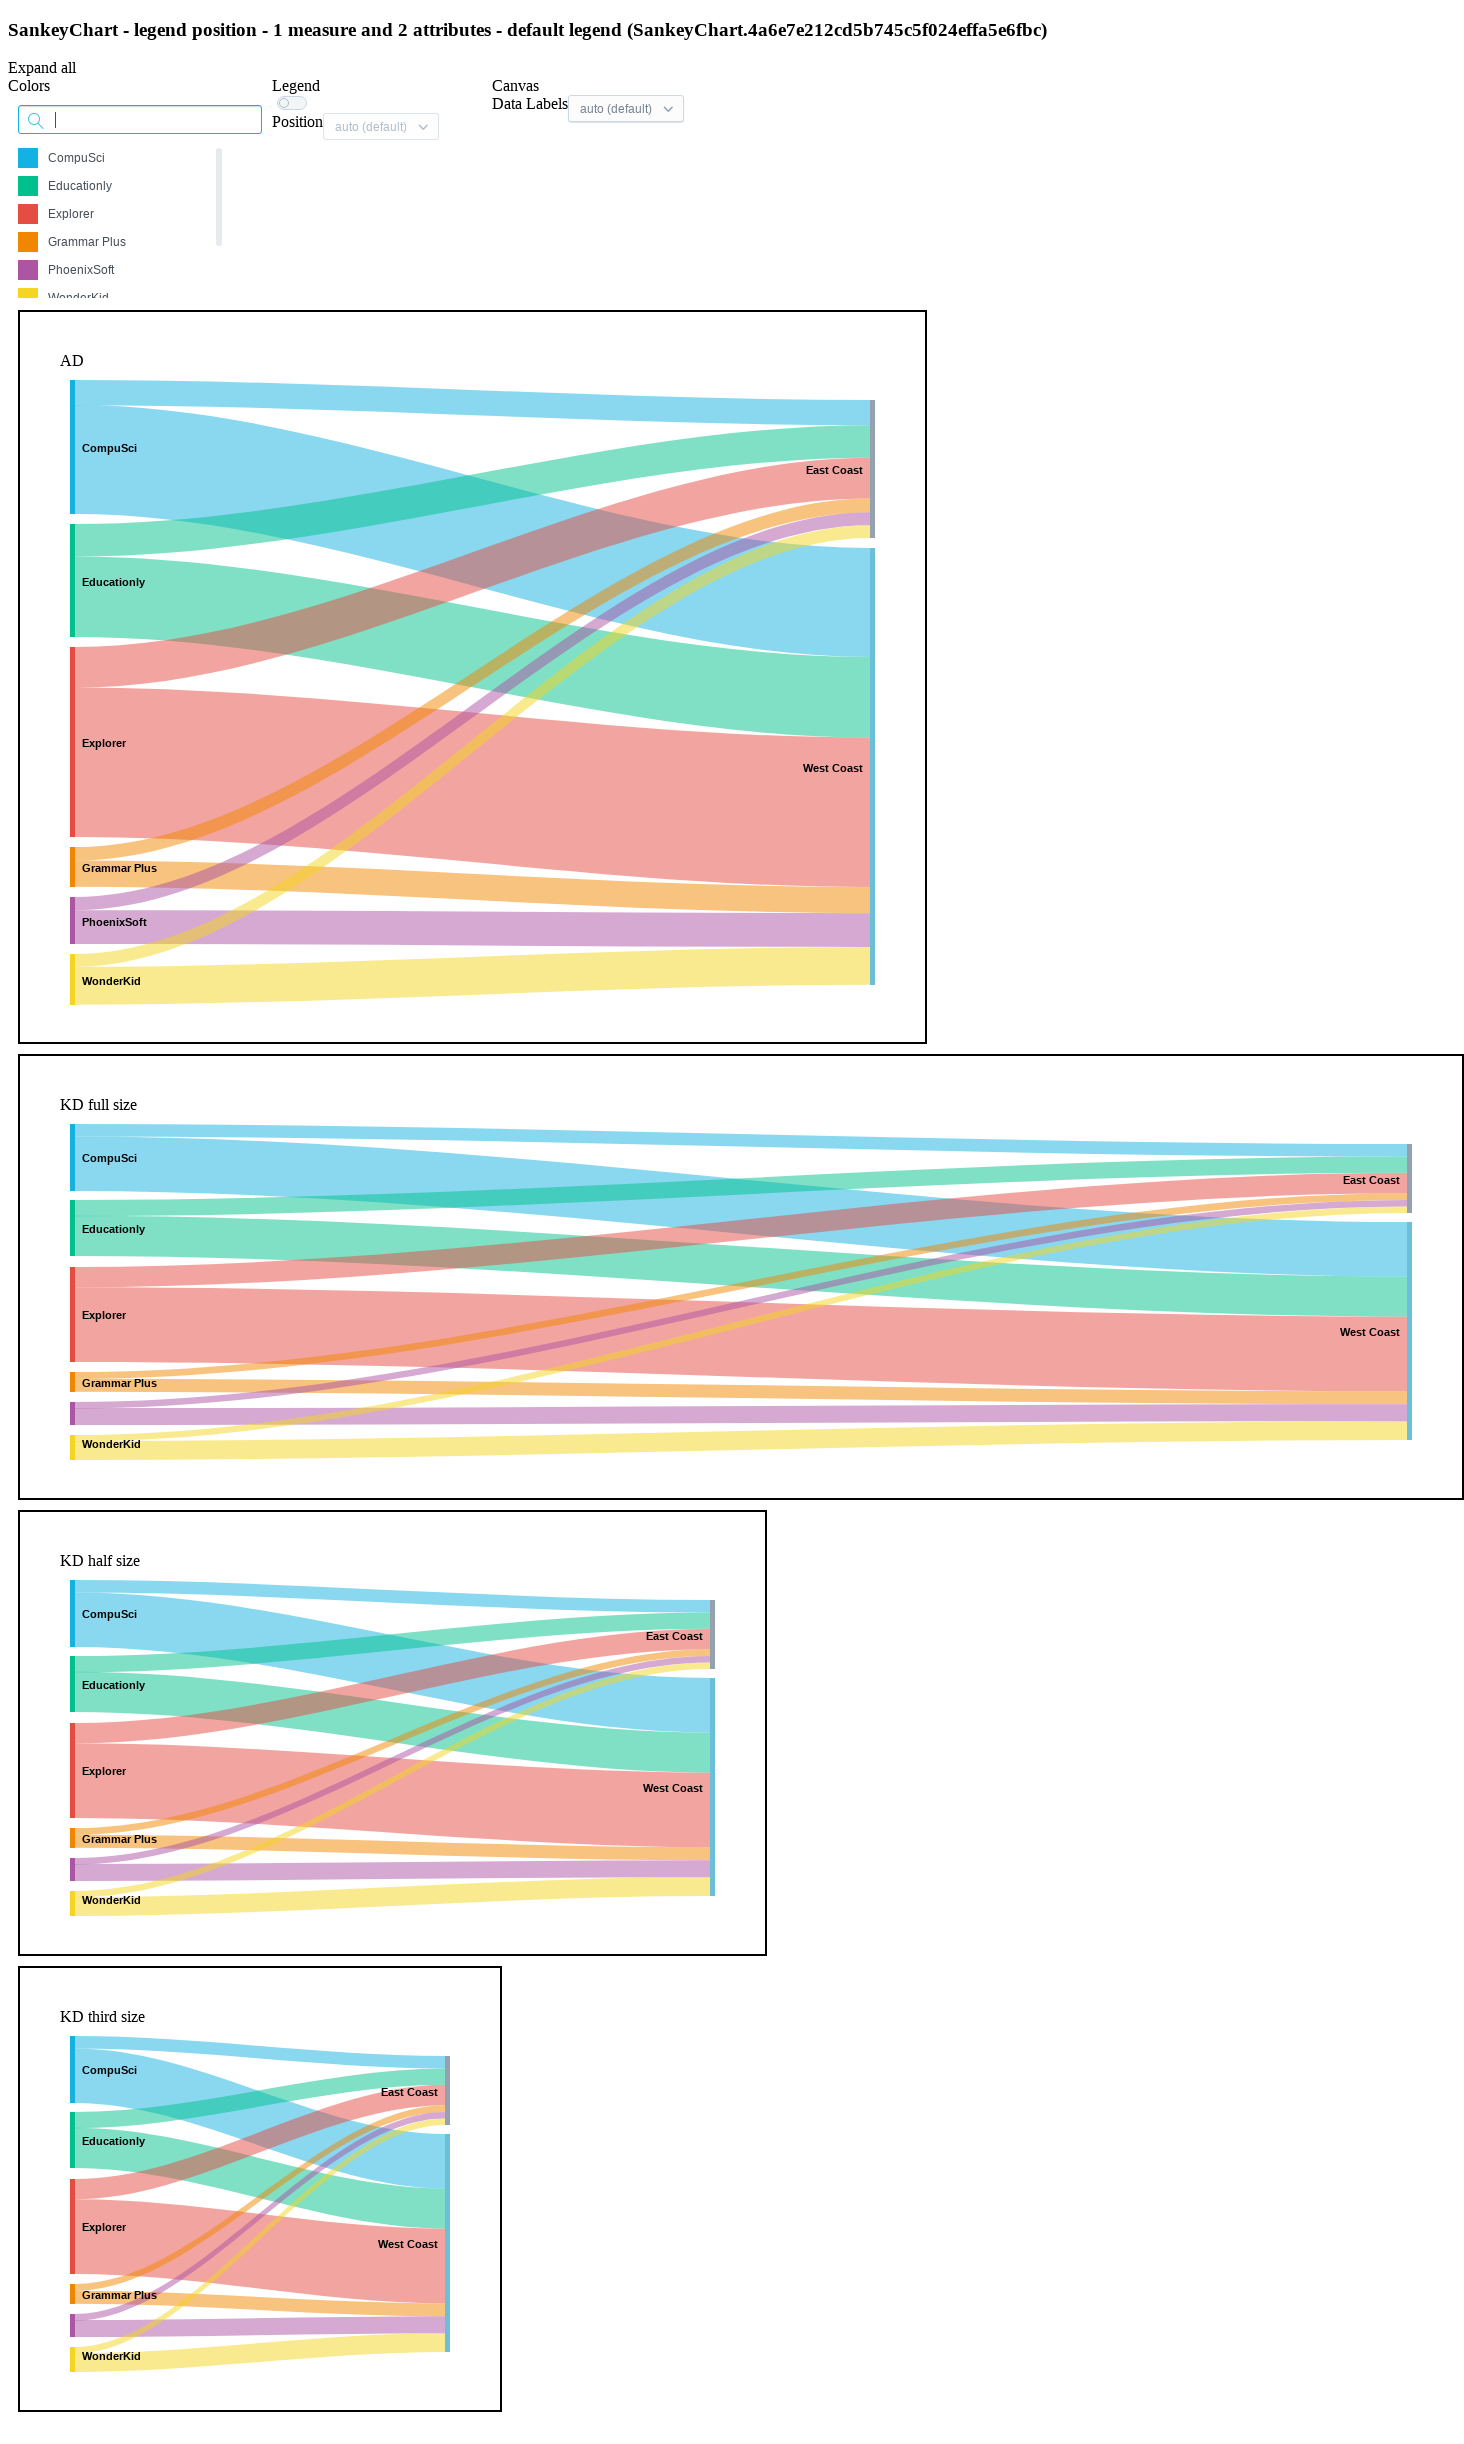 SankeyChart - legend position - 1 measure and 2 attributes - default legend (SankeyChart.4a6e7e212cd5b745c5f024effa5e6fbc)
Expand all
Colors
Legend
Canvas
Data Labels auto (default)
Position auto (default)
CompuSci
Educationly
Explorer
Grammar Plus
PhoenixSoft
WonderKid
AD
CompuSci
East Coast
Educationly
Explorer
West Coast
Grammar Plus
PhoenixSoft
WonderKid
KD full size
CompuSci
East Coast
Educationly
Explorer
West Coast
Grammar Plus
WonderKid
KD half size
CompuSci
East Coast
Educationly
Explorer
West Coast
Grammar Plus
WonderKid
KD third size
CompuSci
East Coast
Educationly
Explorer
West Coast
Grammar Plus
WonderKid